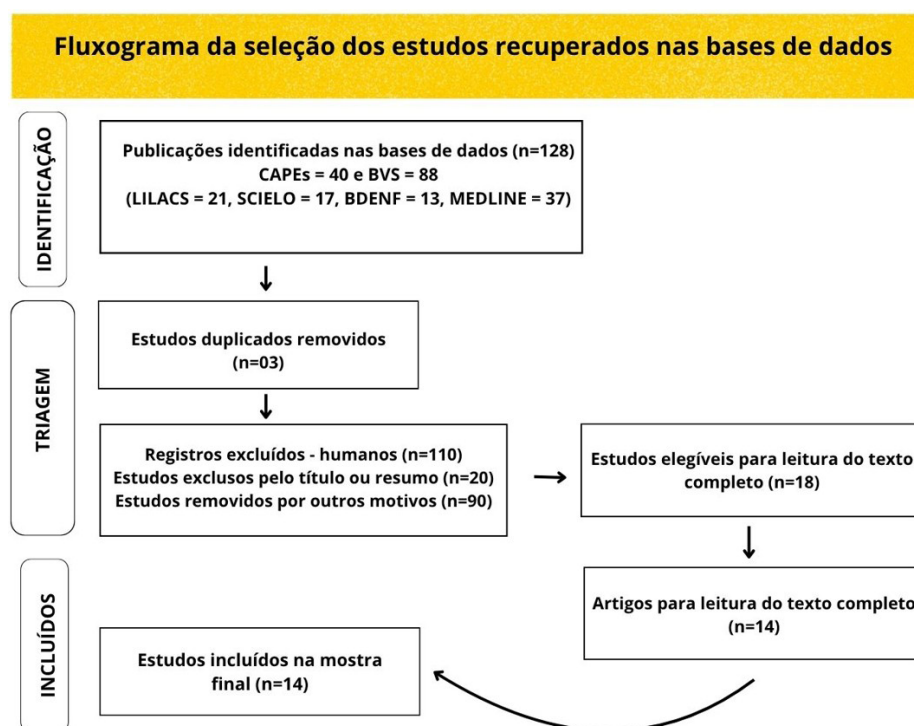 Fluxograma da seleção dos estudos recuperados nas bases de dados
IDENTIFICAÇÃO
Publicações identificadas nas bases de dados (n=128)
CAPEs = 40 e BVS = 88
(LILACS = 21, SCIELO = 17, BDENF = 13, MEDLINE = 37)
TRIAGEM
Estudos duplicados removidos
(n=03)
Registros excluídos - humanos (n=110)
Estudos exclusos pelo título ou resumo (n=20)
Estudos removidos por outros motivos (n=90)
Estudos elegíveis para leitura do texto
completo (n=18)
Artigos para leitura do texto completo
(n=14)
INCLUÍDOS
Estudos incluídos na mostra
final (n=14)